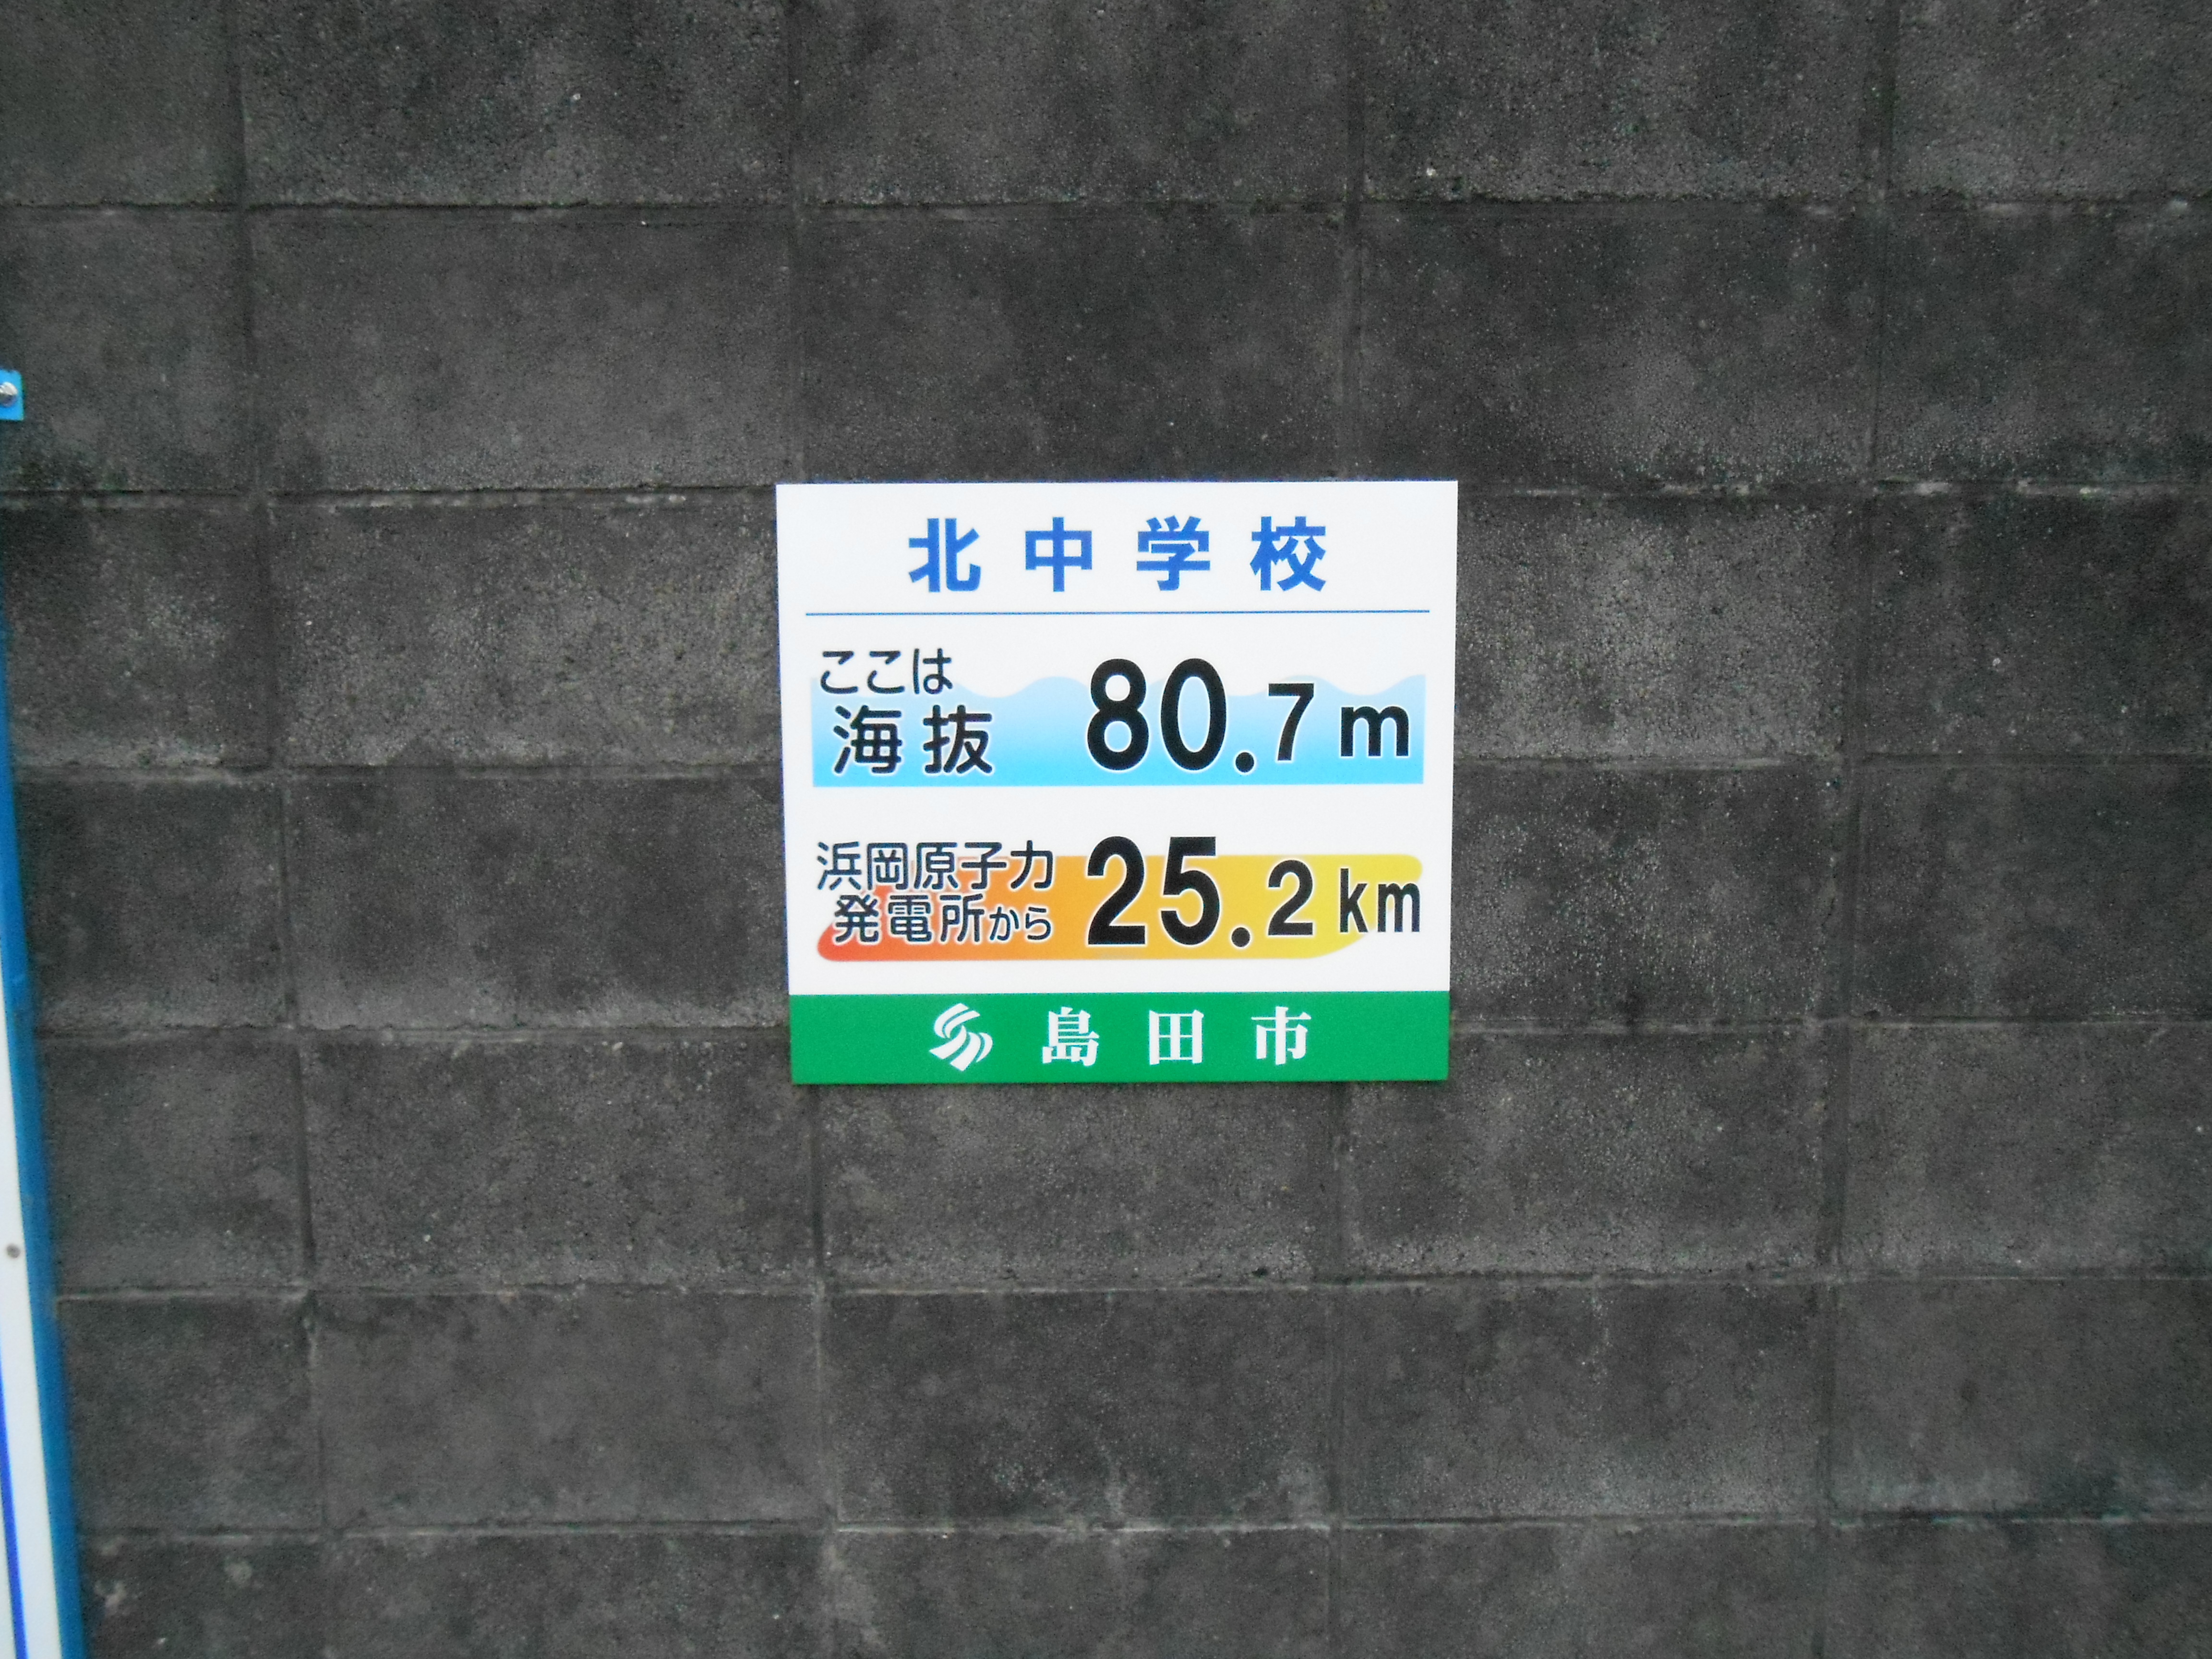 北中学校
ここは
海抜 80.7m
浜岡原子力
発電所から 25.2km
島田市